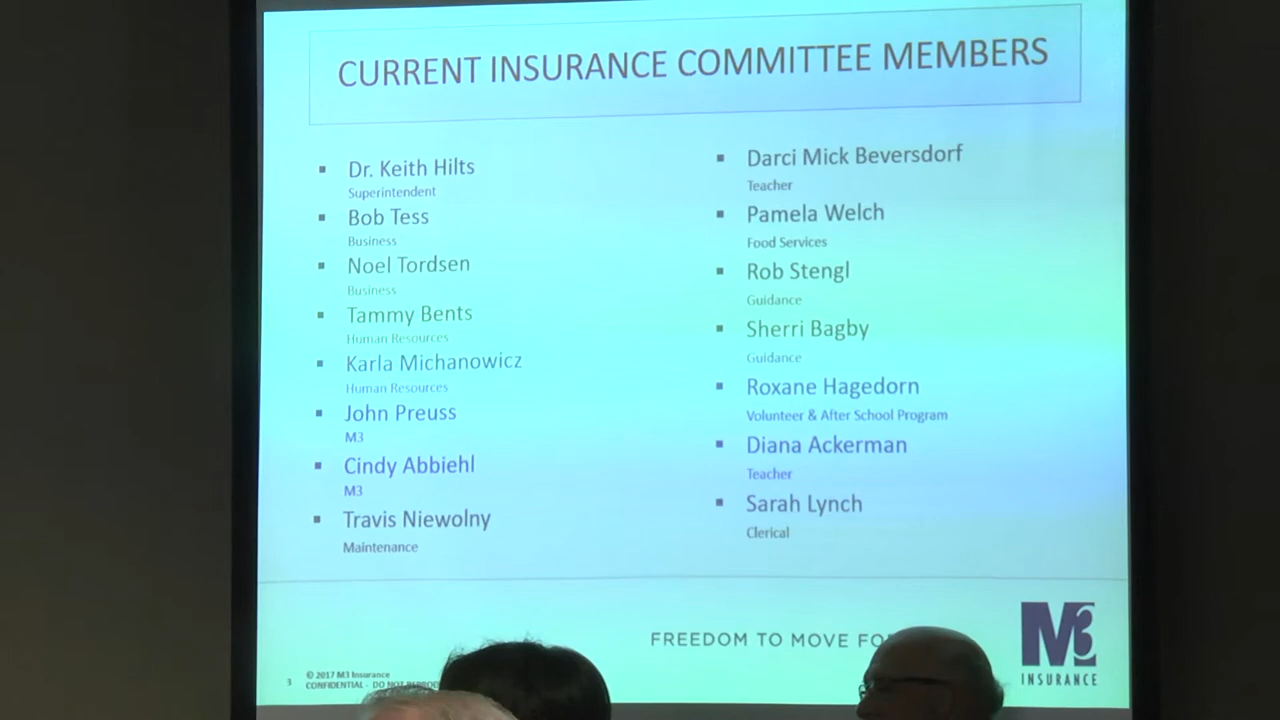 CURRENT INSURANCE COMMITTEE MEMBERS
▪ Dr. Keith Hilts
Superintendent
▪ Bob Tess
Business
▪ Noel Tordsen
Business
▪ Tammy Bents
Human Resources
▪ Karla Michanowicz
Human Resources
▪ John Preuss
M3
▪ Cindy Abbiehl
M3
▪ Travis Niewolny
Maintenance
▪ Darci Mick Beversdorf
Teacher
▪ Pamela Welch
Food Services
▪ Rob Stengl
Guidance
▪ Sherri Bagby
Guidance
▪ Roxane Hagedorn
Volunteer & After School Program
▪ Diana Ackerman
Teacher
▪ Sarah Lynch
Clerical
FREEDOM TO MOVE
M3
INSURANCE
3
© 2017 M3 Insurance
CONFIDENTIAL - DO NOT